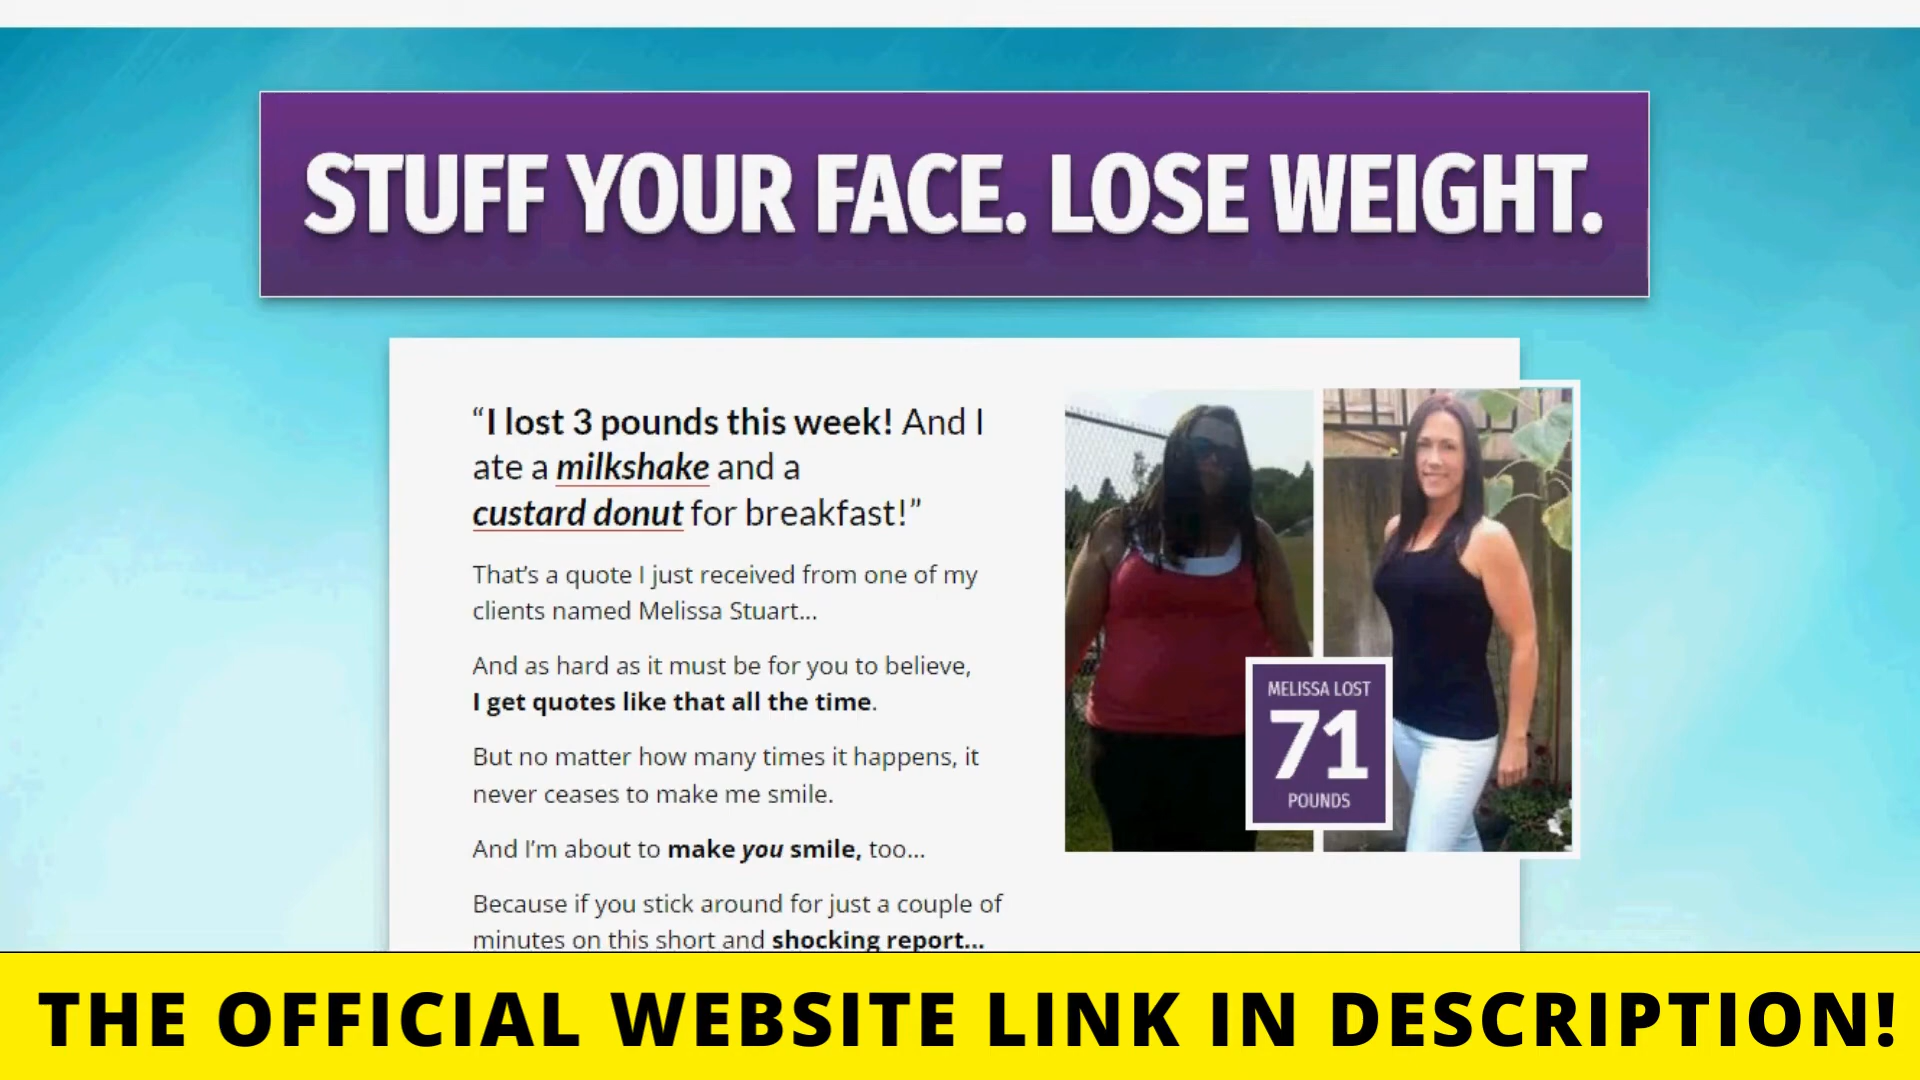 STUFF YOUR FACE. LOSE WEIGHT.
“I lost 3 pounds this week! And I
ate a milkshake and a
custard donut for breakfast!”
That’s a quote I just received from one of my
clients named Melissa Stuart...
And as hard as it must be for you to believe,
I get quotes like that all the time.
But no matter how many times it happens, it
never ceases to make me smile.
And I’m about to make you smile, too...
Because if you stick around for just a couple of
minutes on this short and shocking report...
MELISSA LOST
71
POUNDS
THE OFFICIAL WEBSITE LINK IN DESCRIPTION!